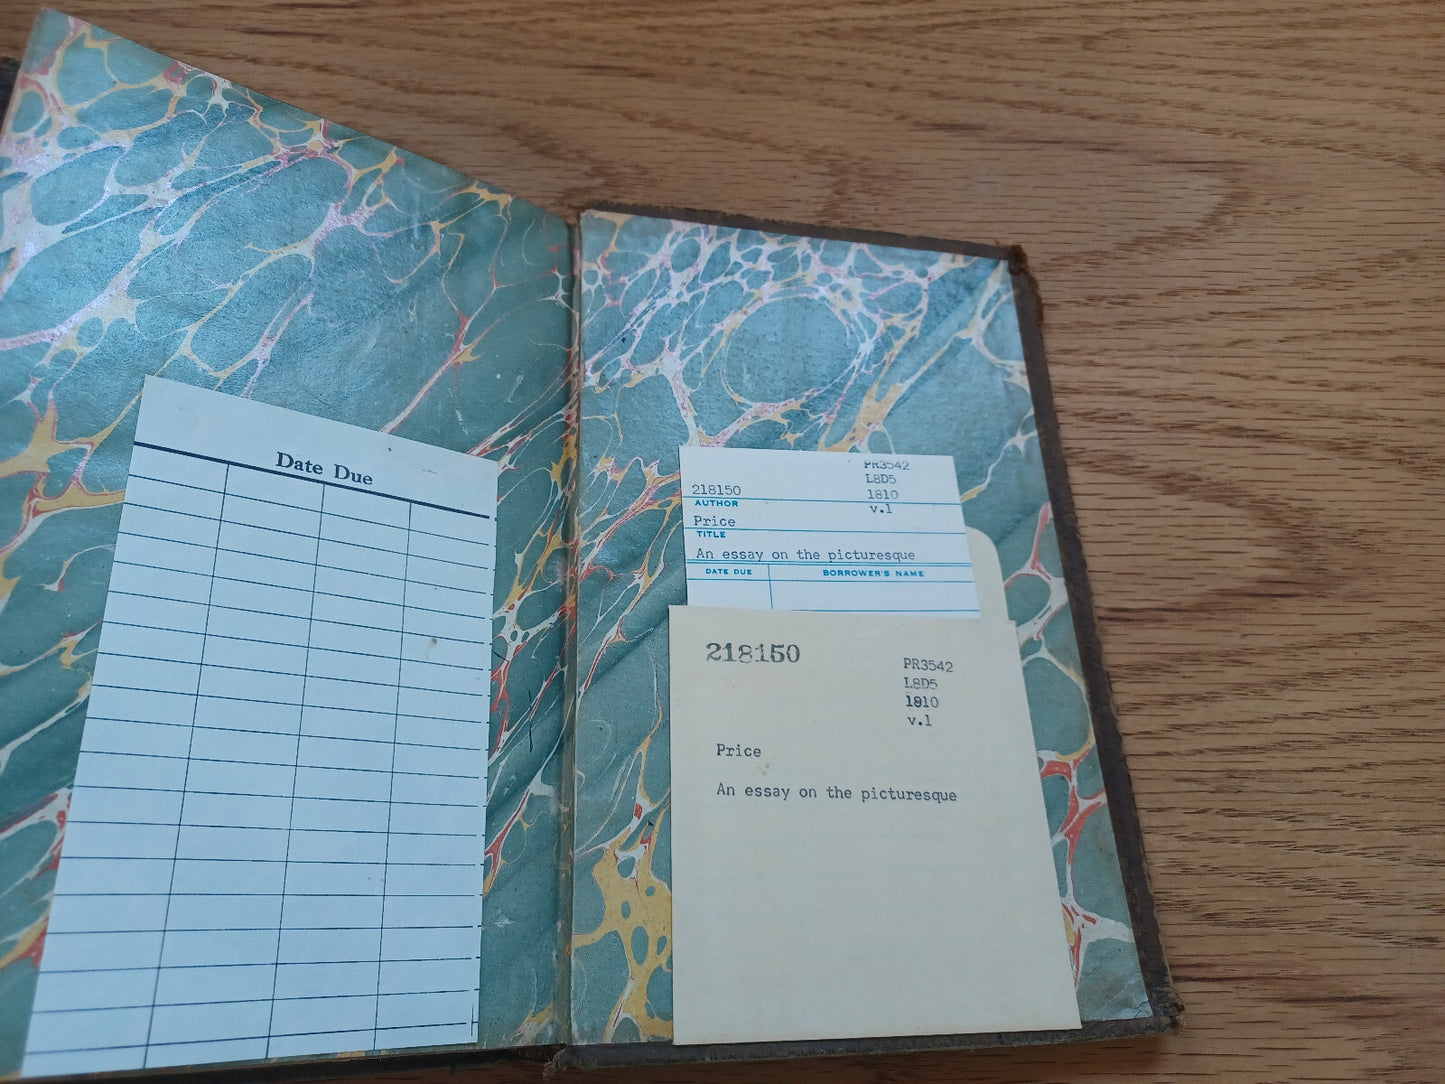 Date Due
PR3542
L8D5
218150 1810
AUTHOR v.1
Price
TITLE
An essay on the picturesque
DATE DUE BORROWER'S NAME
218150
PR3542
L8D5
1810
v.1
Price
An essay on the picturesque